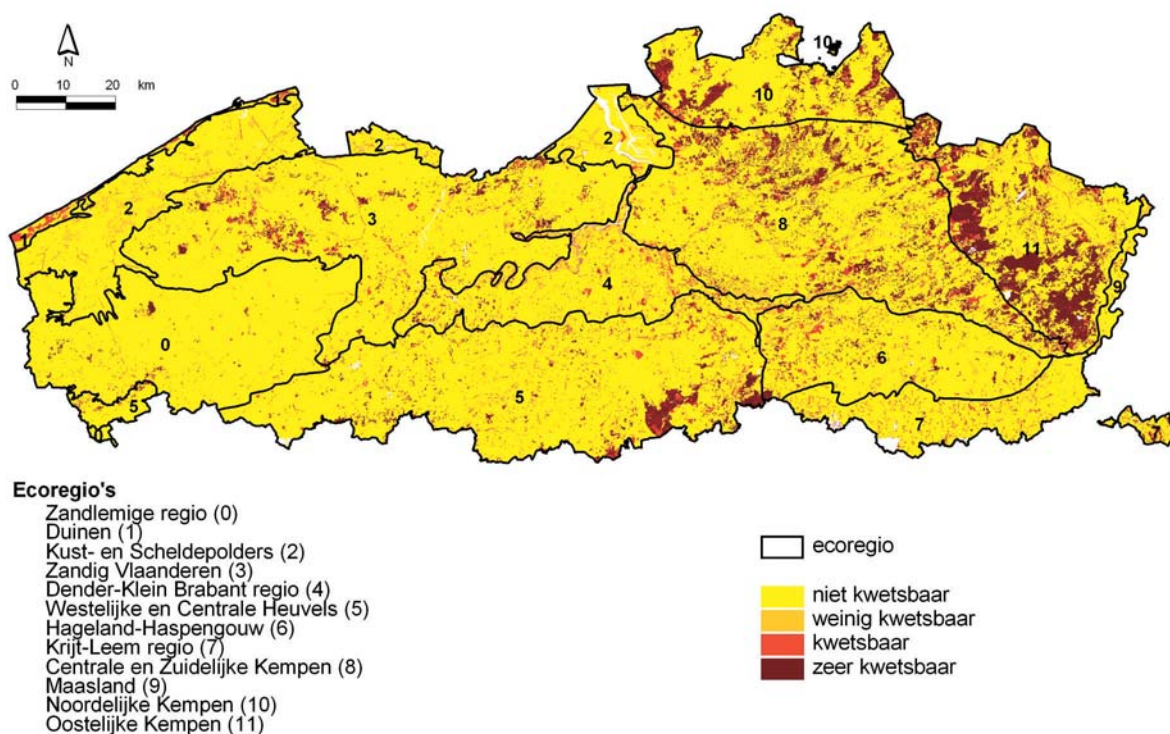 N
0 10 20 km
10
10
1
2
2
2
3
8
1
11
9
4
0
6
5
5
7
7
Ecoregio's
Zandlemige regio (0)
Duinen (1)
Kust- en Scheldepolders (2)
Zandig Vlaanderen (3)
Dender-Klein Brabant regio (4)
Westelijke en Centrale Heuvels (5)
Hageland-Haspengouw (6)
Krijt-Leem regio (7)
Centrale en Zuidelijke Kempen (8)
Maasland (9)
Noordelijke Kempen (10)
Oostelijke Kempen (11)
ecoregio
niet kwetsbaar
weinig kwetsbaar
kwetsbaar
zeer kwetsbaar